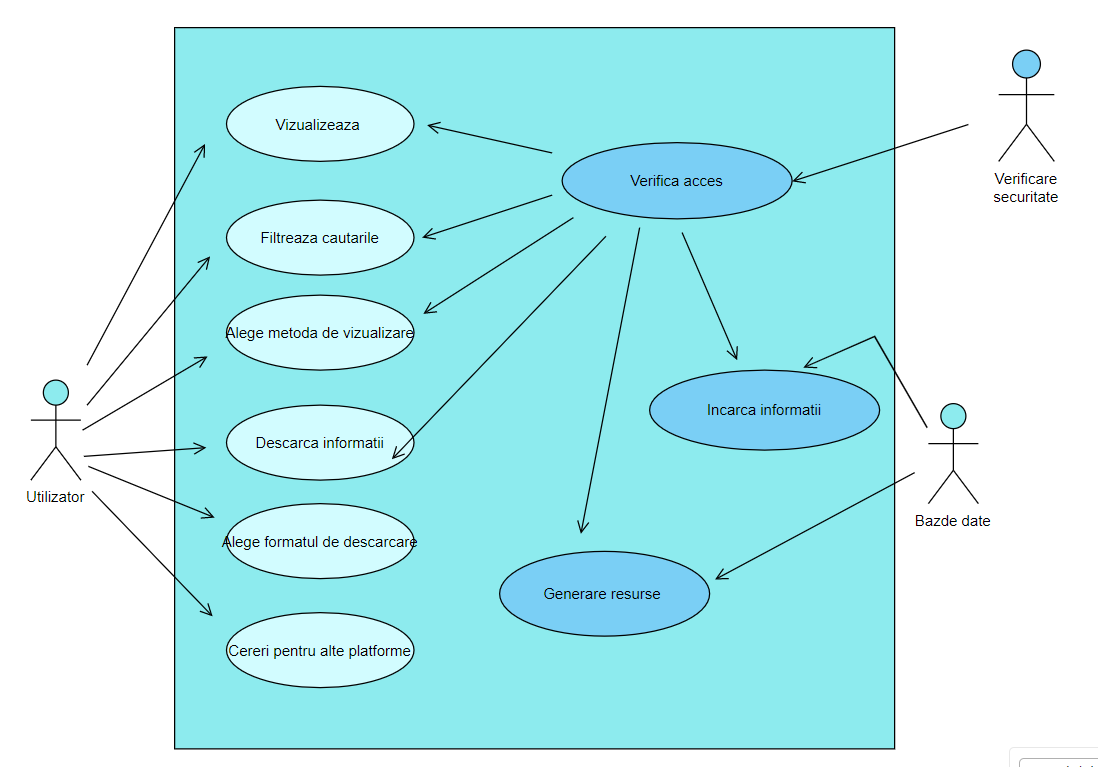 Vizualizeaza
Verifica acces
Verificare
securitate
Filtreaza cautarile
Alege metoda de vizualizare
Incarca informatii
Descarca informatii
Utilizator
Bazde date
Alege formatul de descarcare
Generare resurse
Cereri pentru alte platforme